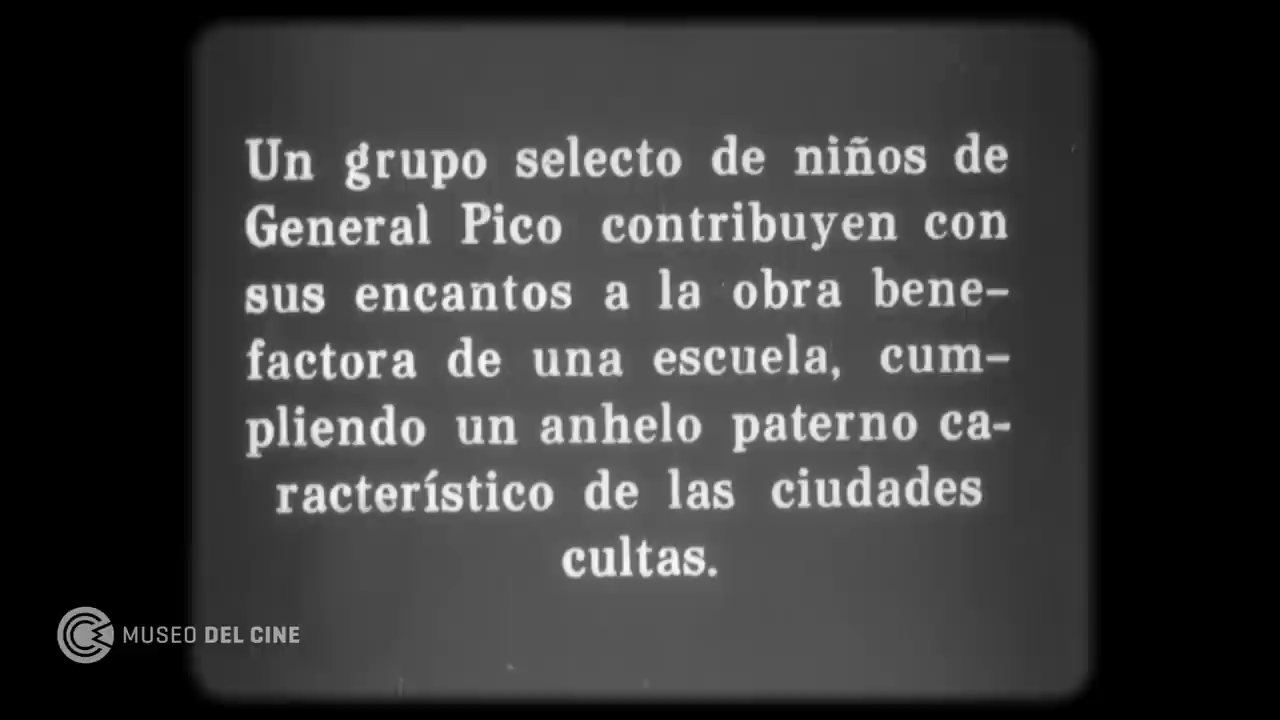 Un grupo selecto de niños de
General Pico contribuyen con
sus encantos a la obra bene-
factora de una escuela, cum-
pliendo un anhelo paterno ca-
racterístico de las ciudades
cultas.
MUSEO DEL CINE